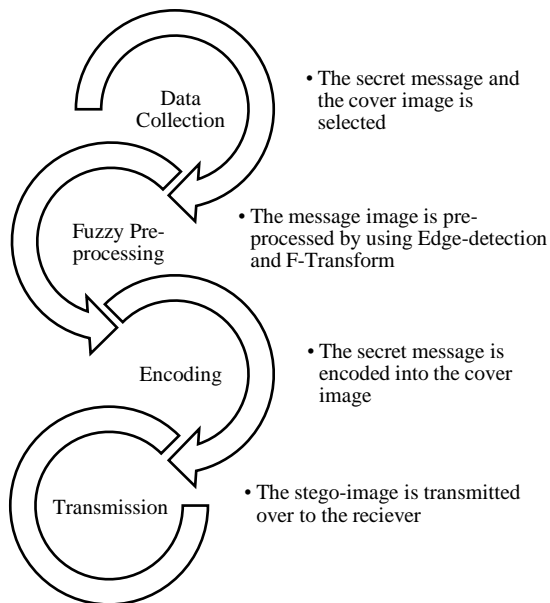 Data
Collection
• The secret message and
the cover image is
selected
Fuzzy Pre-
processing
• The message image is pre-
processed by using Edge-detection
and F-Transform
Encoding
• The secret message is
encoded into the cover
image
Transmission
• The stego-image is transmitted
over to the reciever